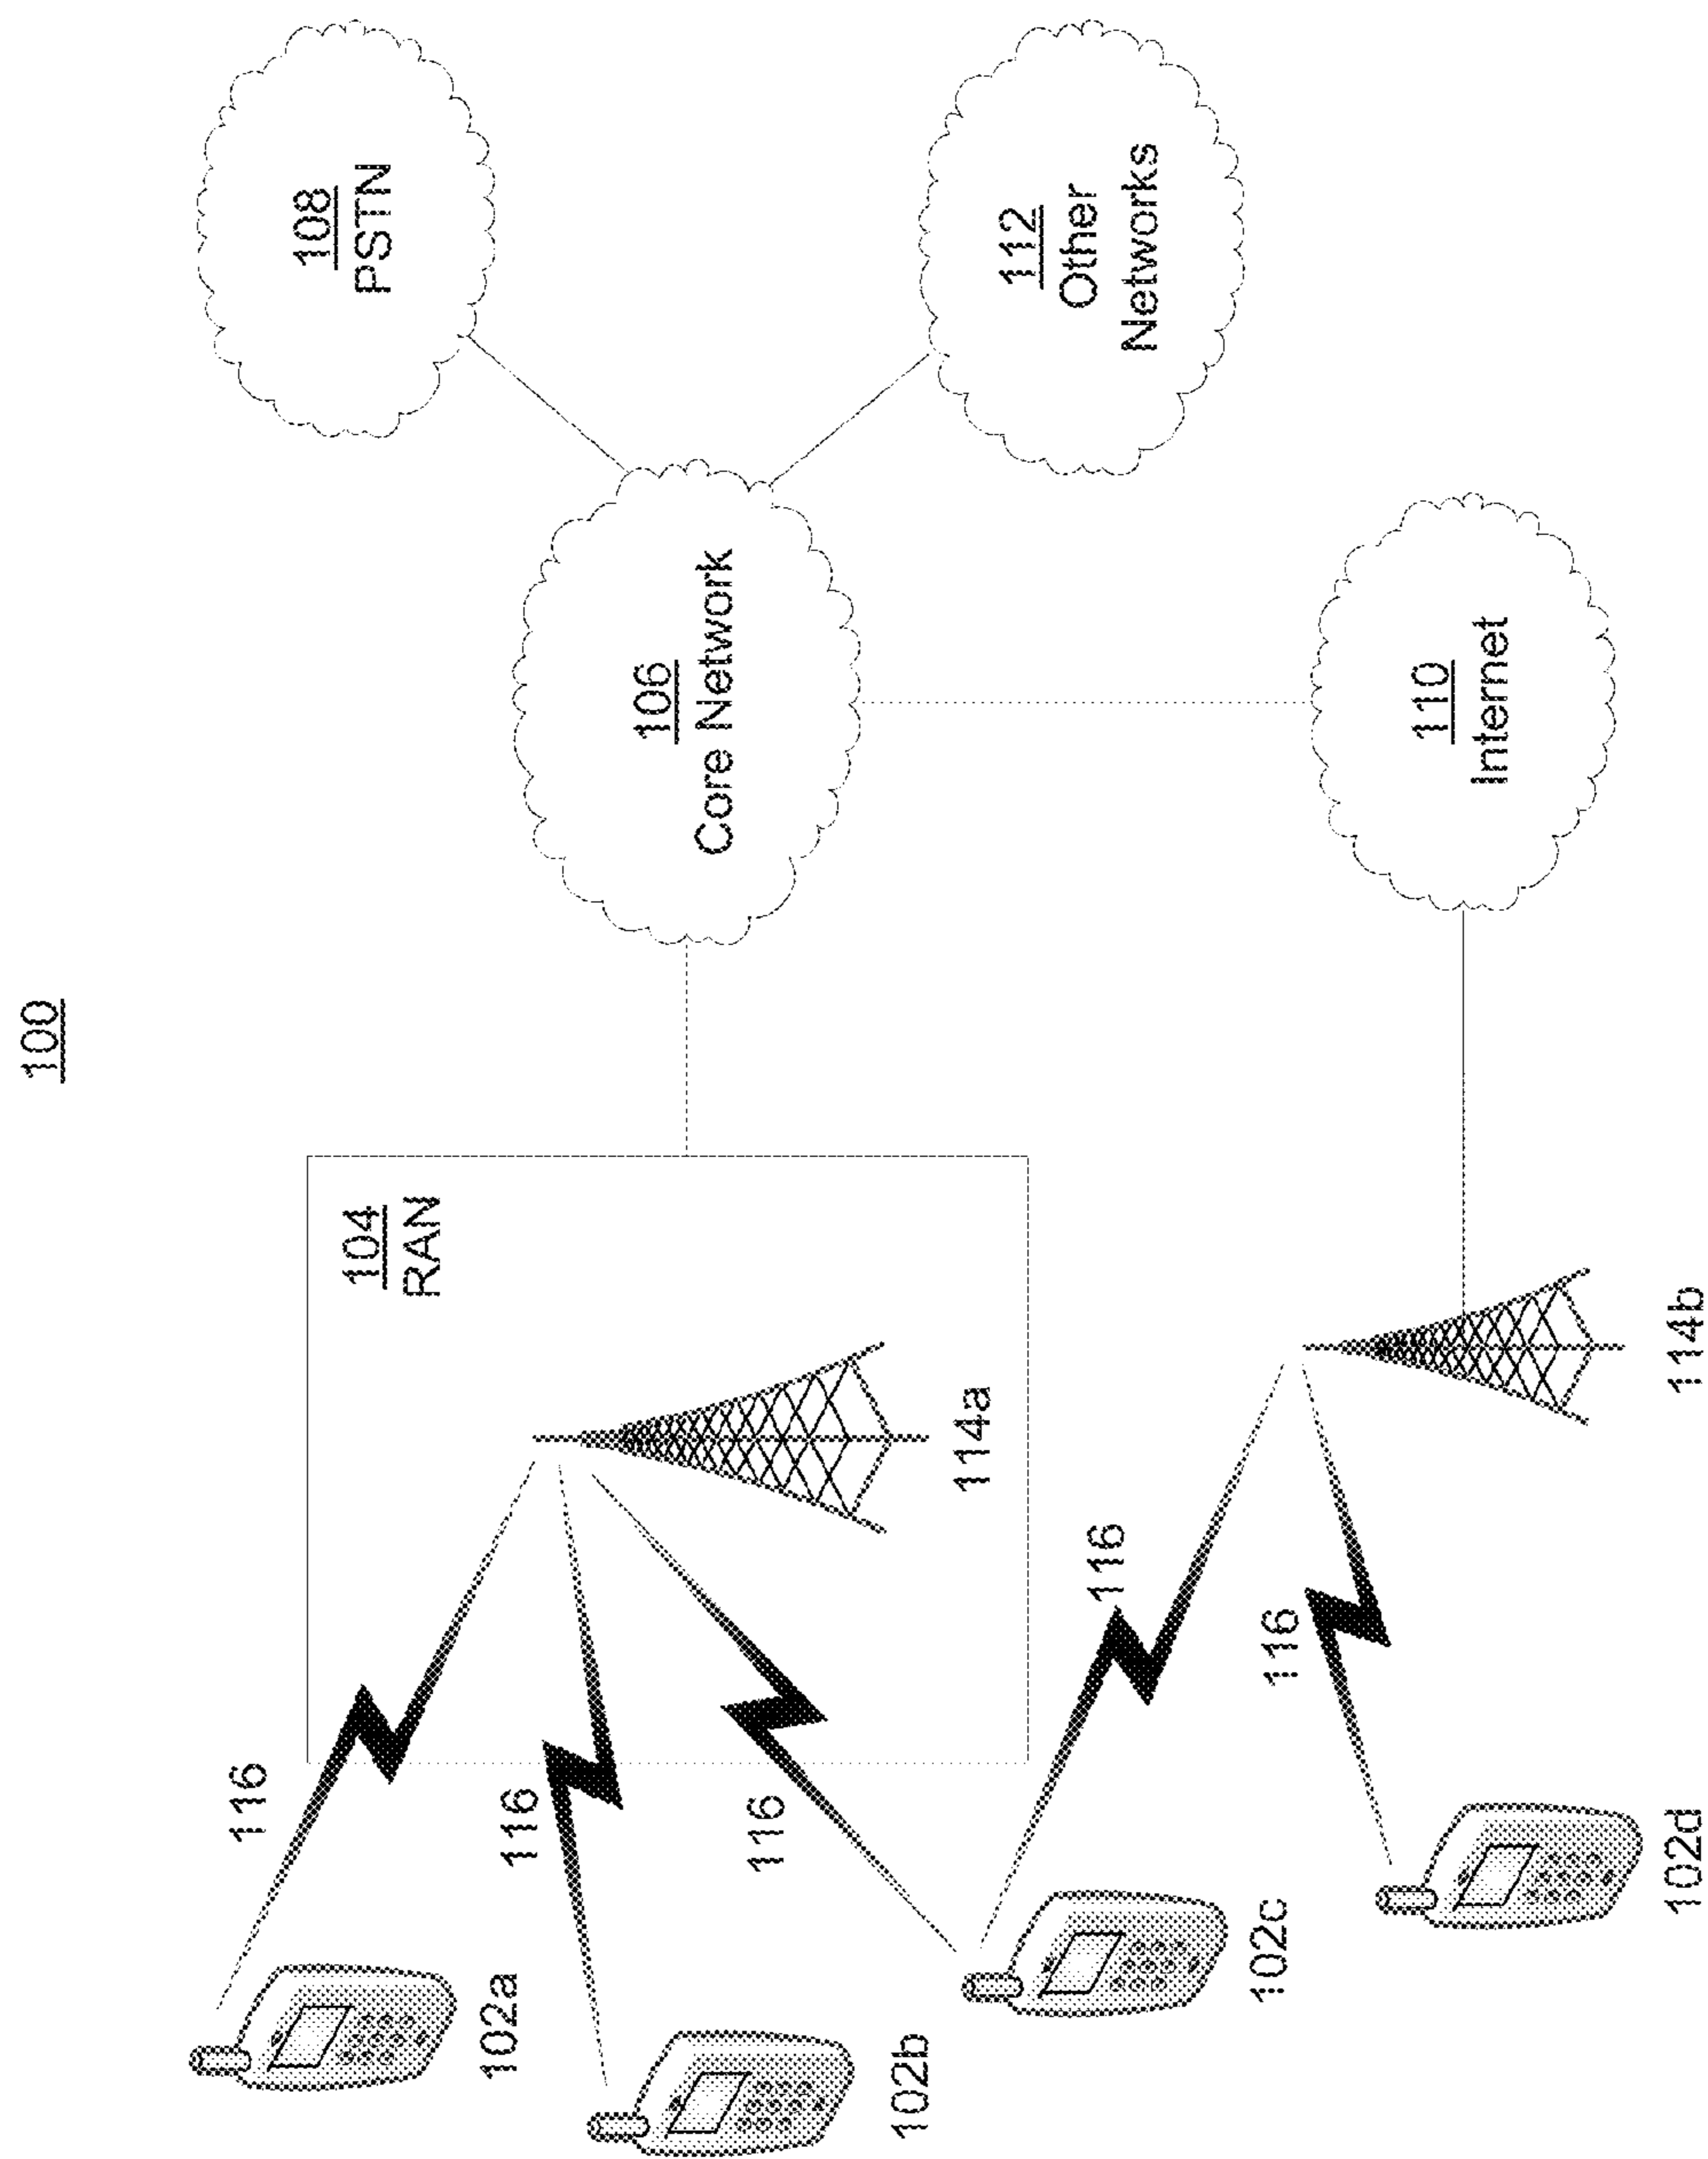 100
116
108
PSTN
104
RAN
102a
116
106
Core Network
116
102b
114a
112
Other
Networks
116
102c
116
110
Internet
102d
114b